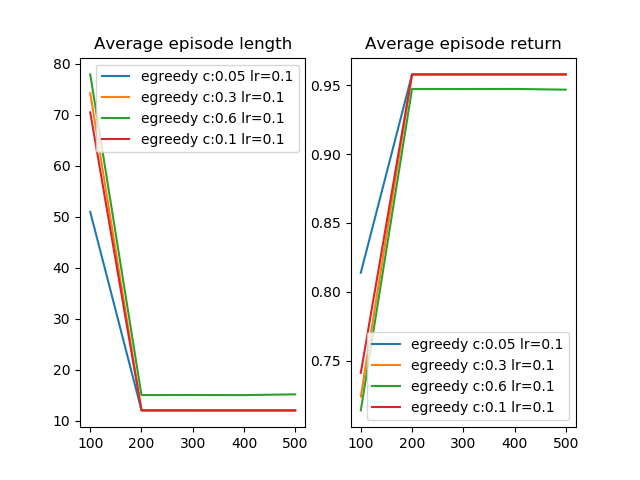 Average episode length
80
70
60
50
40
30
20
10
100 200 300 400 500
egreedy c:0.05 lr=0.1
egreedy c:0.3 lr=0.1
egreedy c:0.6 lr=0.1
egreedy c:0.1 lr=0.1
Average episode return
0.95
0.90
0.85
0.80
0.75
100 200 300 400 500
egreedy c:0.05 lr=0.1
egreedy c:0.3 lr=0.1
egreedy c:0.6 lr=0.1
egreedy c:0.1 lr=0.1